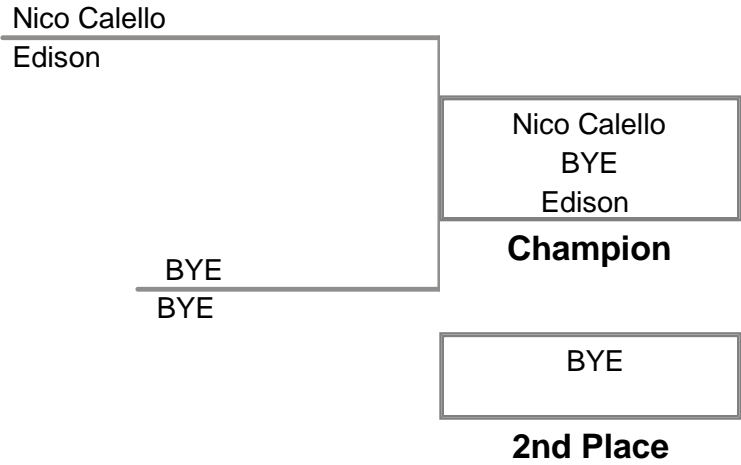 Nico Calello
Edison
Nico Calello
BYE
Edison
Champion
BYE
BYE
BYE
2nd Place